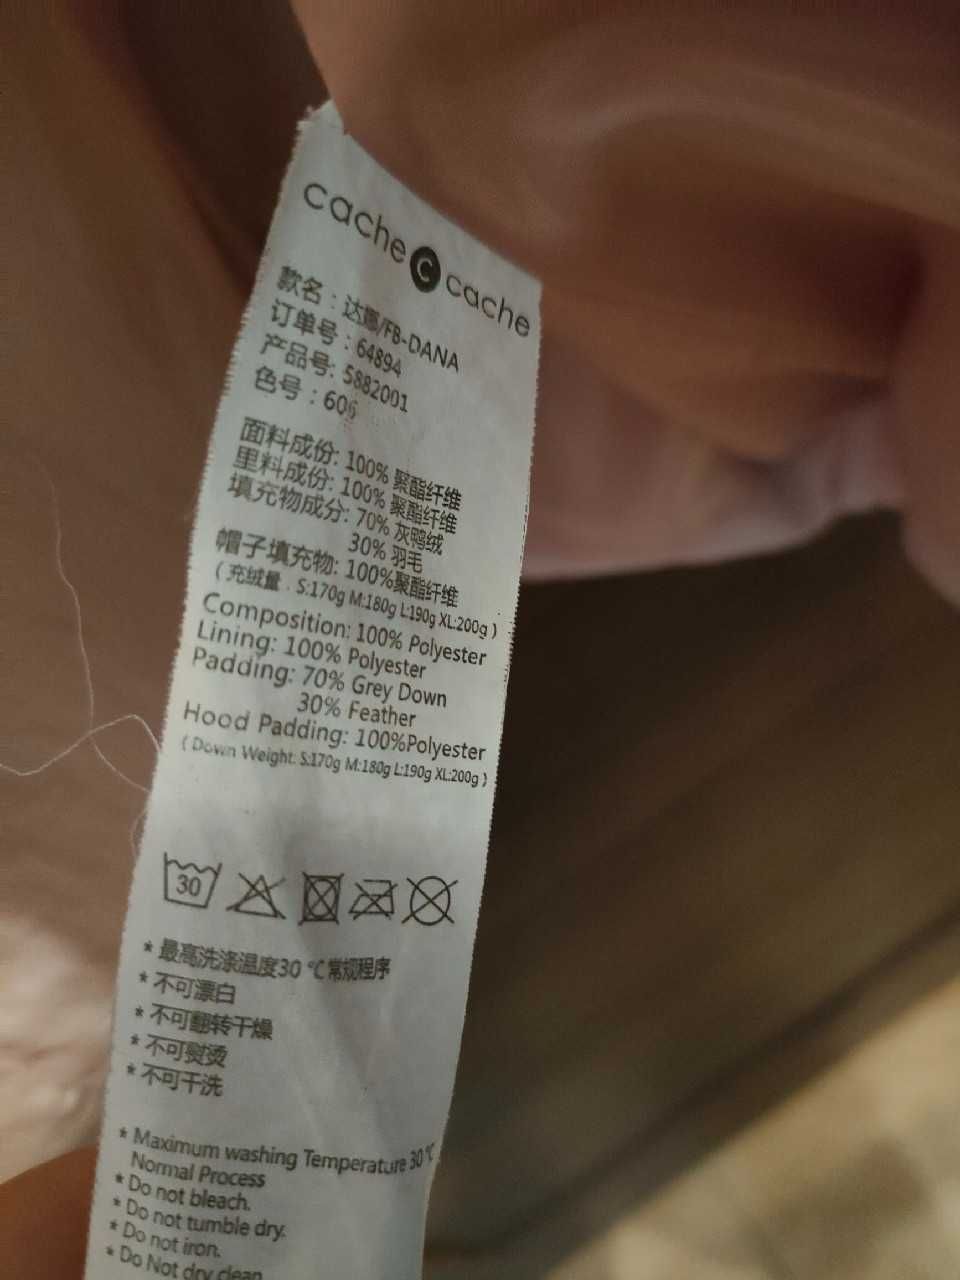 cache c cache
款名：达娜/FB-DANA
订单号：64894
产品号: 5882001
色号：606
面料成份: 100% 聚酯纤维
里料成份: 100% 聚酯纤维
填充物成分: 70% 灰鸭绒
30% 羽毛
帽子填充物: 100%聚酯纤维
（充绒量．S:170g M:180g L:190g XL:200g）
Composition: 100% Polyester
Lining: 100% Polyester
Padding: 70% Grey Down
30% Feather
Hood Padding: 100%Polyester
(Down Weight: S:170g M:180g L:190g XL:200g)
30
* 最高洗涤温度30 °C常规程序
* 不可漂白
* 不可翻转干燥
* 不可熨烫
* 不可干洗
* Maximum washing Temperature 30°C
Normal Process
* Do not bleach.
* Do not tumble dry.
* Do not iron.
* Do Not dry clean